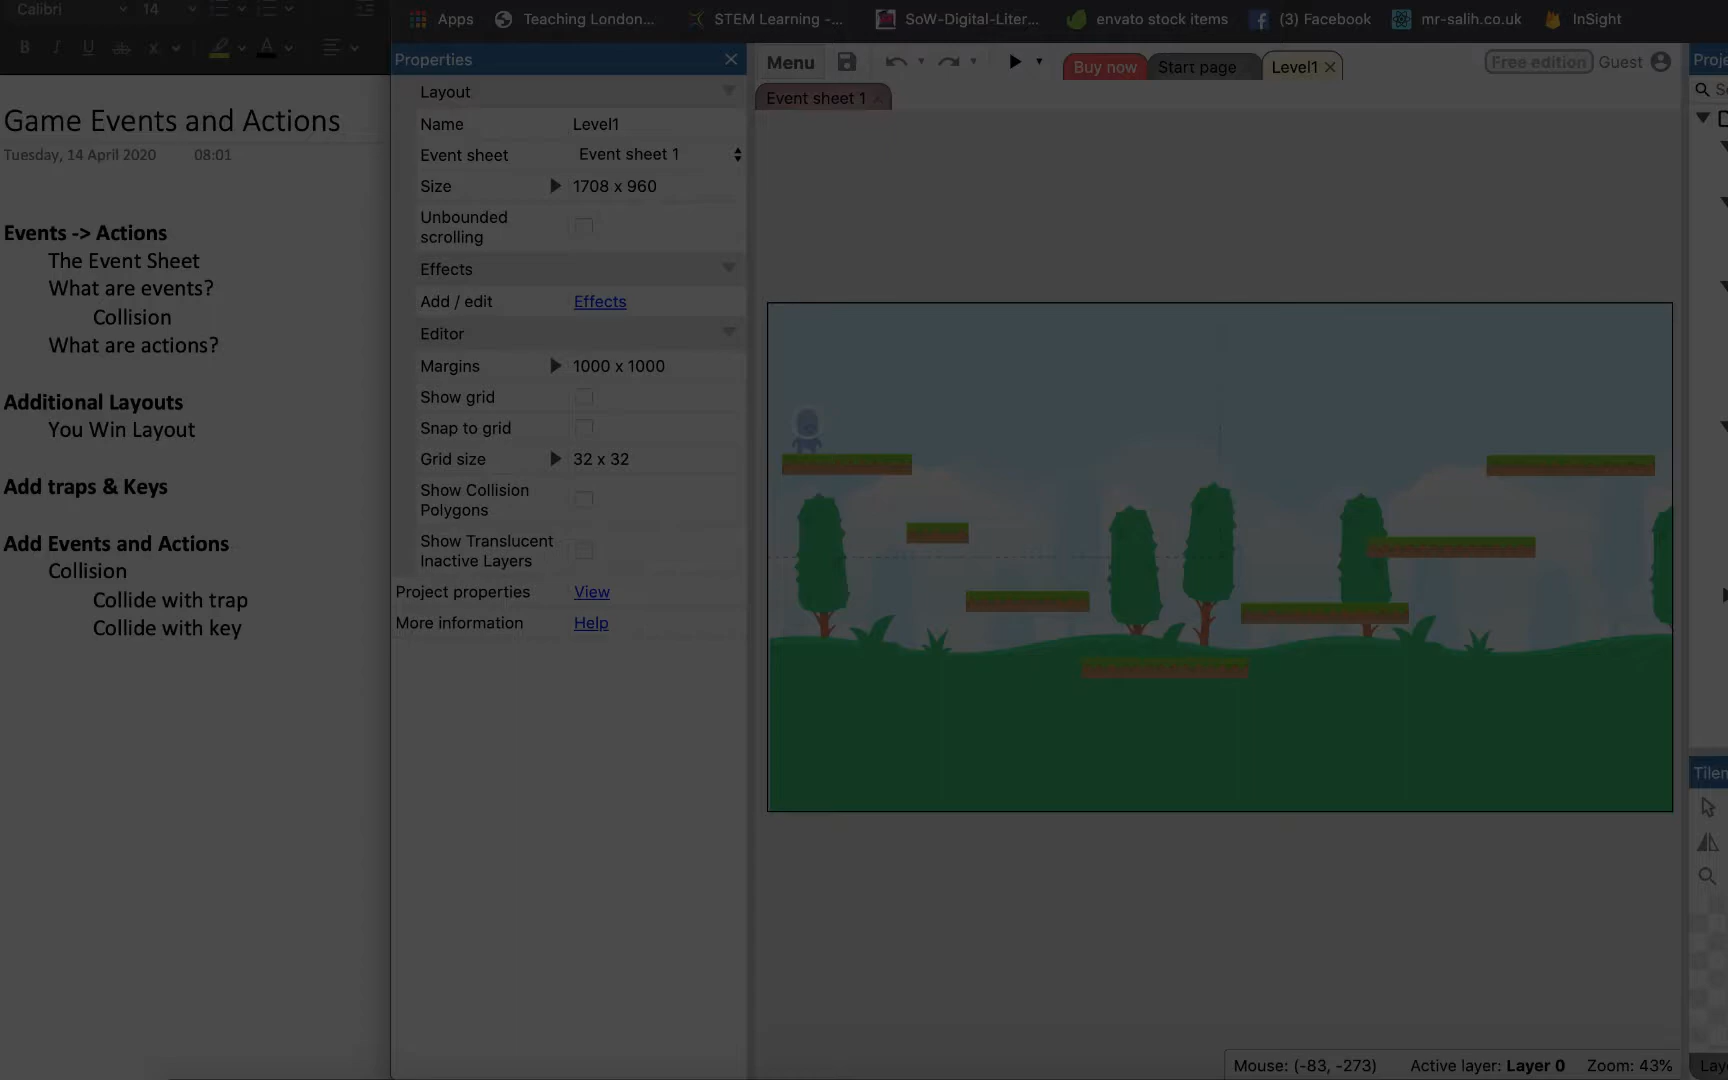 Calibri 14
Apps Teaching London... STEM Learning -... SoW-Digital-Liter... envato stock items (3) Facebook mr-salih.co.uk InSight
B I U ab x A
Game Events and Actions
Tuesday, 14 April 2020 08:01
Events -> Actions
The Event Sheet
What are events?
Collision
What are actions?
Additional Layouts
You Win Layout
Add traps & Keys
Add Events and Actions
Collision
Collide with trap
Collide with key
Properties
Layout
Name Level1
Event sheet Event sheet 1
Size 1708 x 960
Unbounded
scrolling
Effects
Add / edit Effects
Editor
Margins 1000 x 1000
Show grid
Snap to grid
Grid size 32 x 32
Show Collision
Polygons
Show Translucent
Inactive Layers
Project properties View
More information Help
Menu Buy now Start page Level1 Free edition Guest
Event sheet 1
Mouse: (-83, -273) Active layer: Layer 0 Zoom: 43%